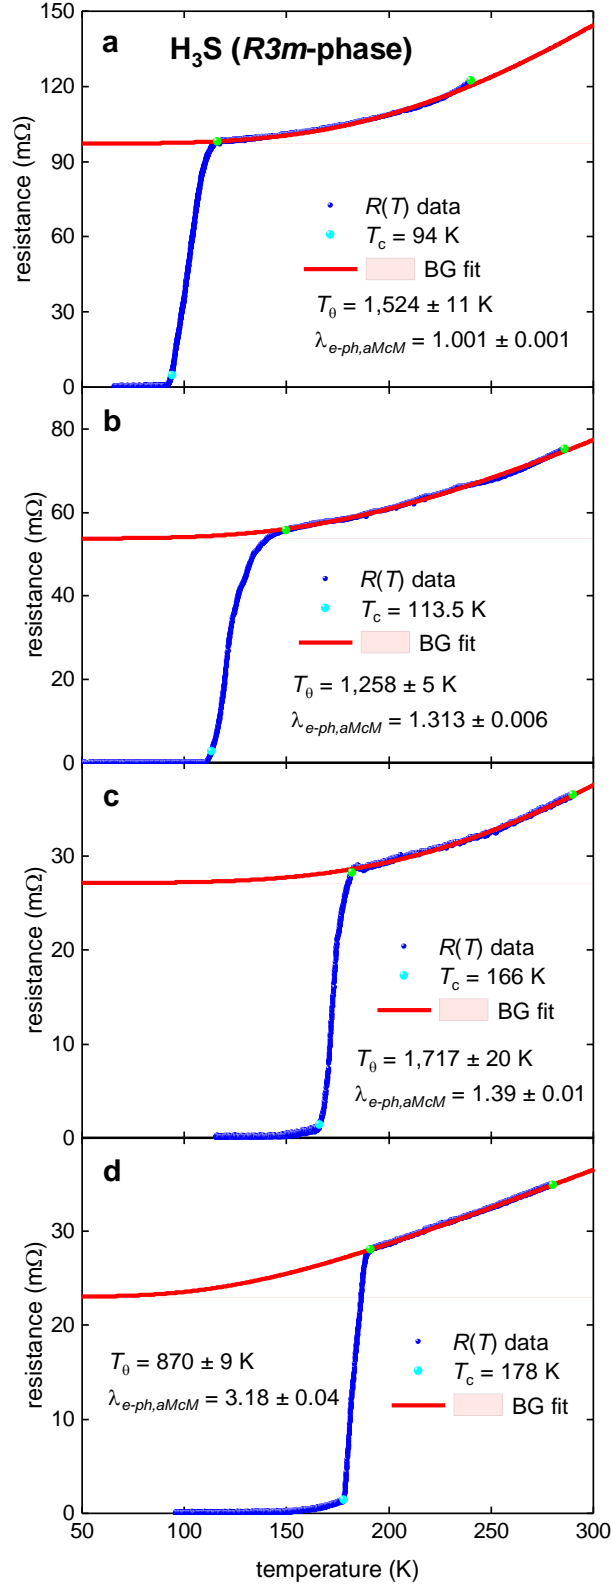 a H₃S (R3m-phase)
150
120
90
60
30
0
resistance (mΩ)
R(T) data
Tc = 94 K
BG fit
Tθ = 1,524 ± 11 K
λe-ph,aMcM = 1.001 ± 0.001
b
80
60
40
20
0
resistance (mΩ)
R(T) data
Tc = 113.5 K
BG fit
Tθ = 1,258 ± 5 K
λe-ph,aMcM = 1.313 ± 0.006
c
30
20
10
0
resistance (mΩ)
R(T) data
Tc = 166 K
BG fit
Tθ = 1,717 ± 20 K
λe-ph,aMcM = 1.39 ± 0.01
d
30
20
10
0
resistance (mΩ)
Tθ = 870 ± 9 K
λe-ph,aMcM = 3.18 ± 0.04
R(T) data
Tc = 178 K
BG fit
50 100 150 200 250 300
temperature (K)